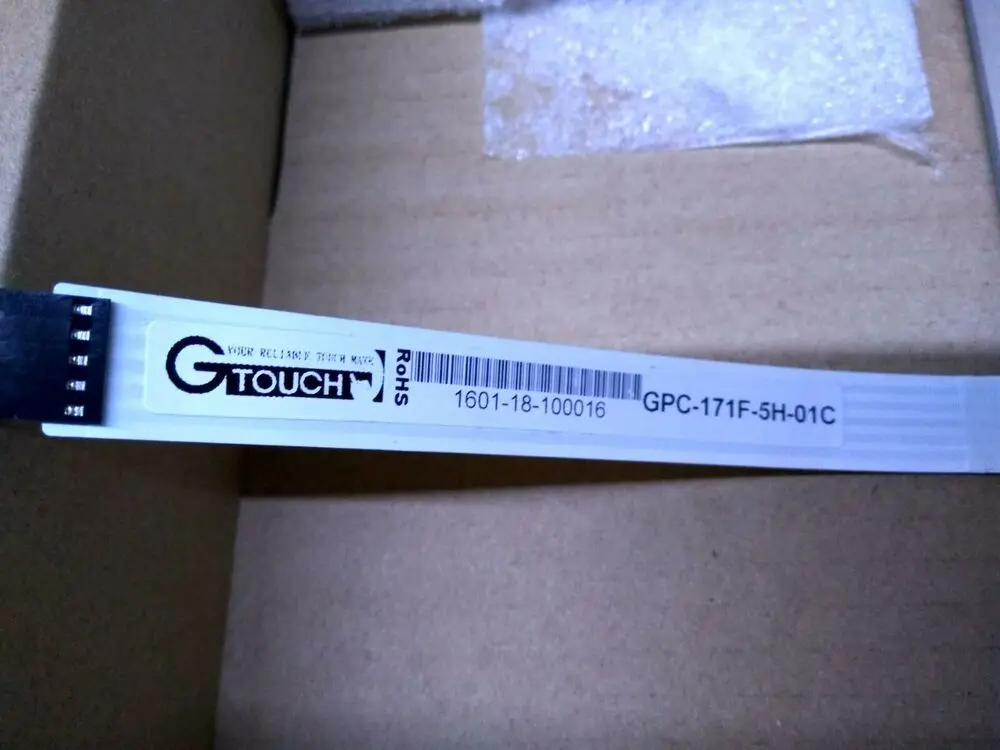 YOUR RELIABLE TOUCH MATE
GTOUCH
RoHS
1601-18-100016
GPC-171F-5H-01C